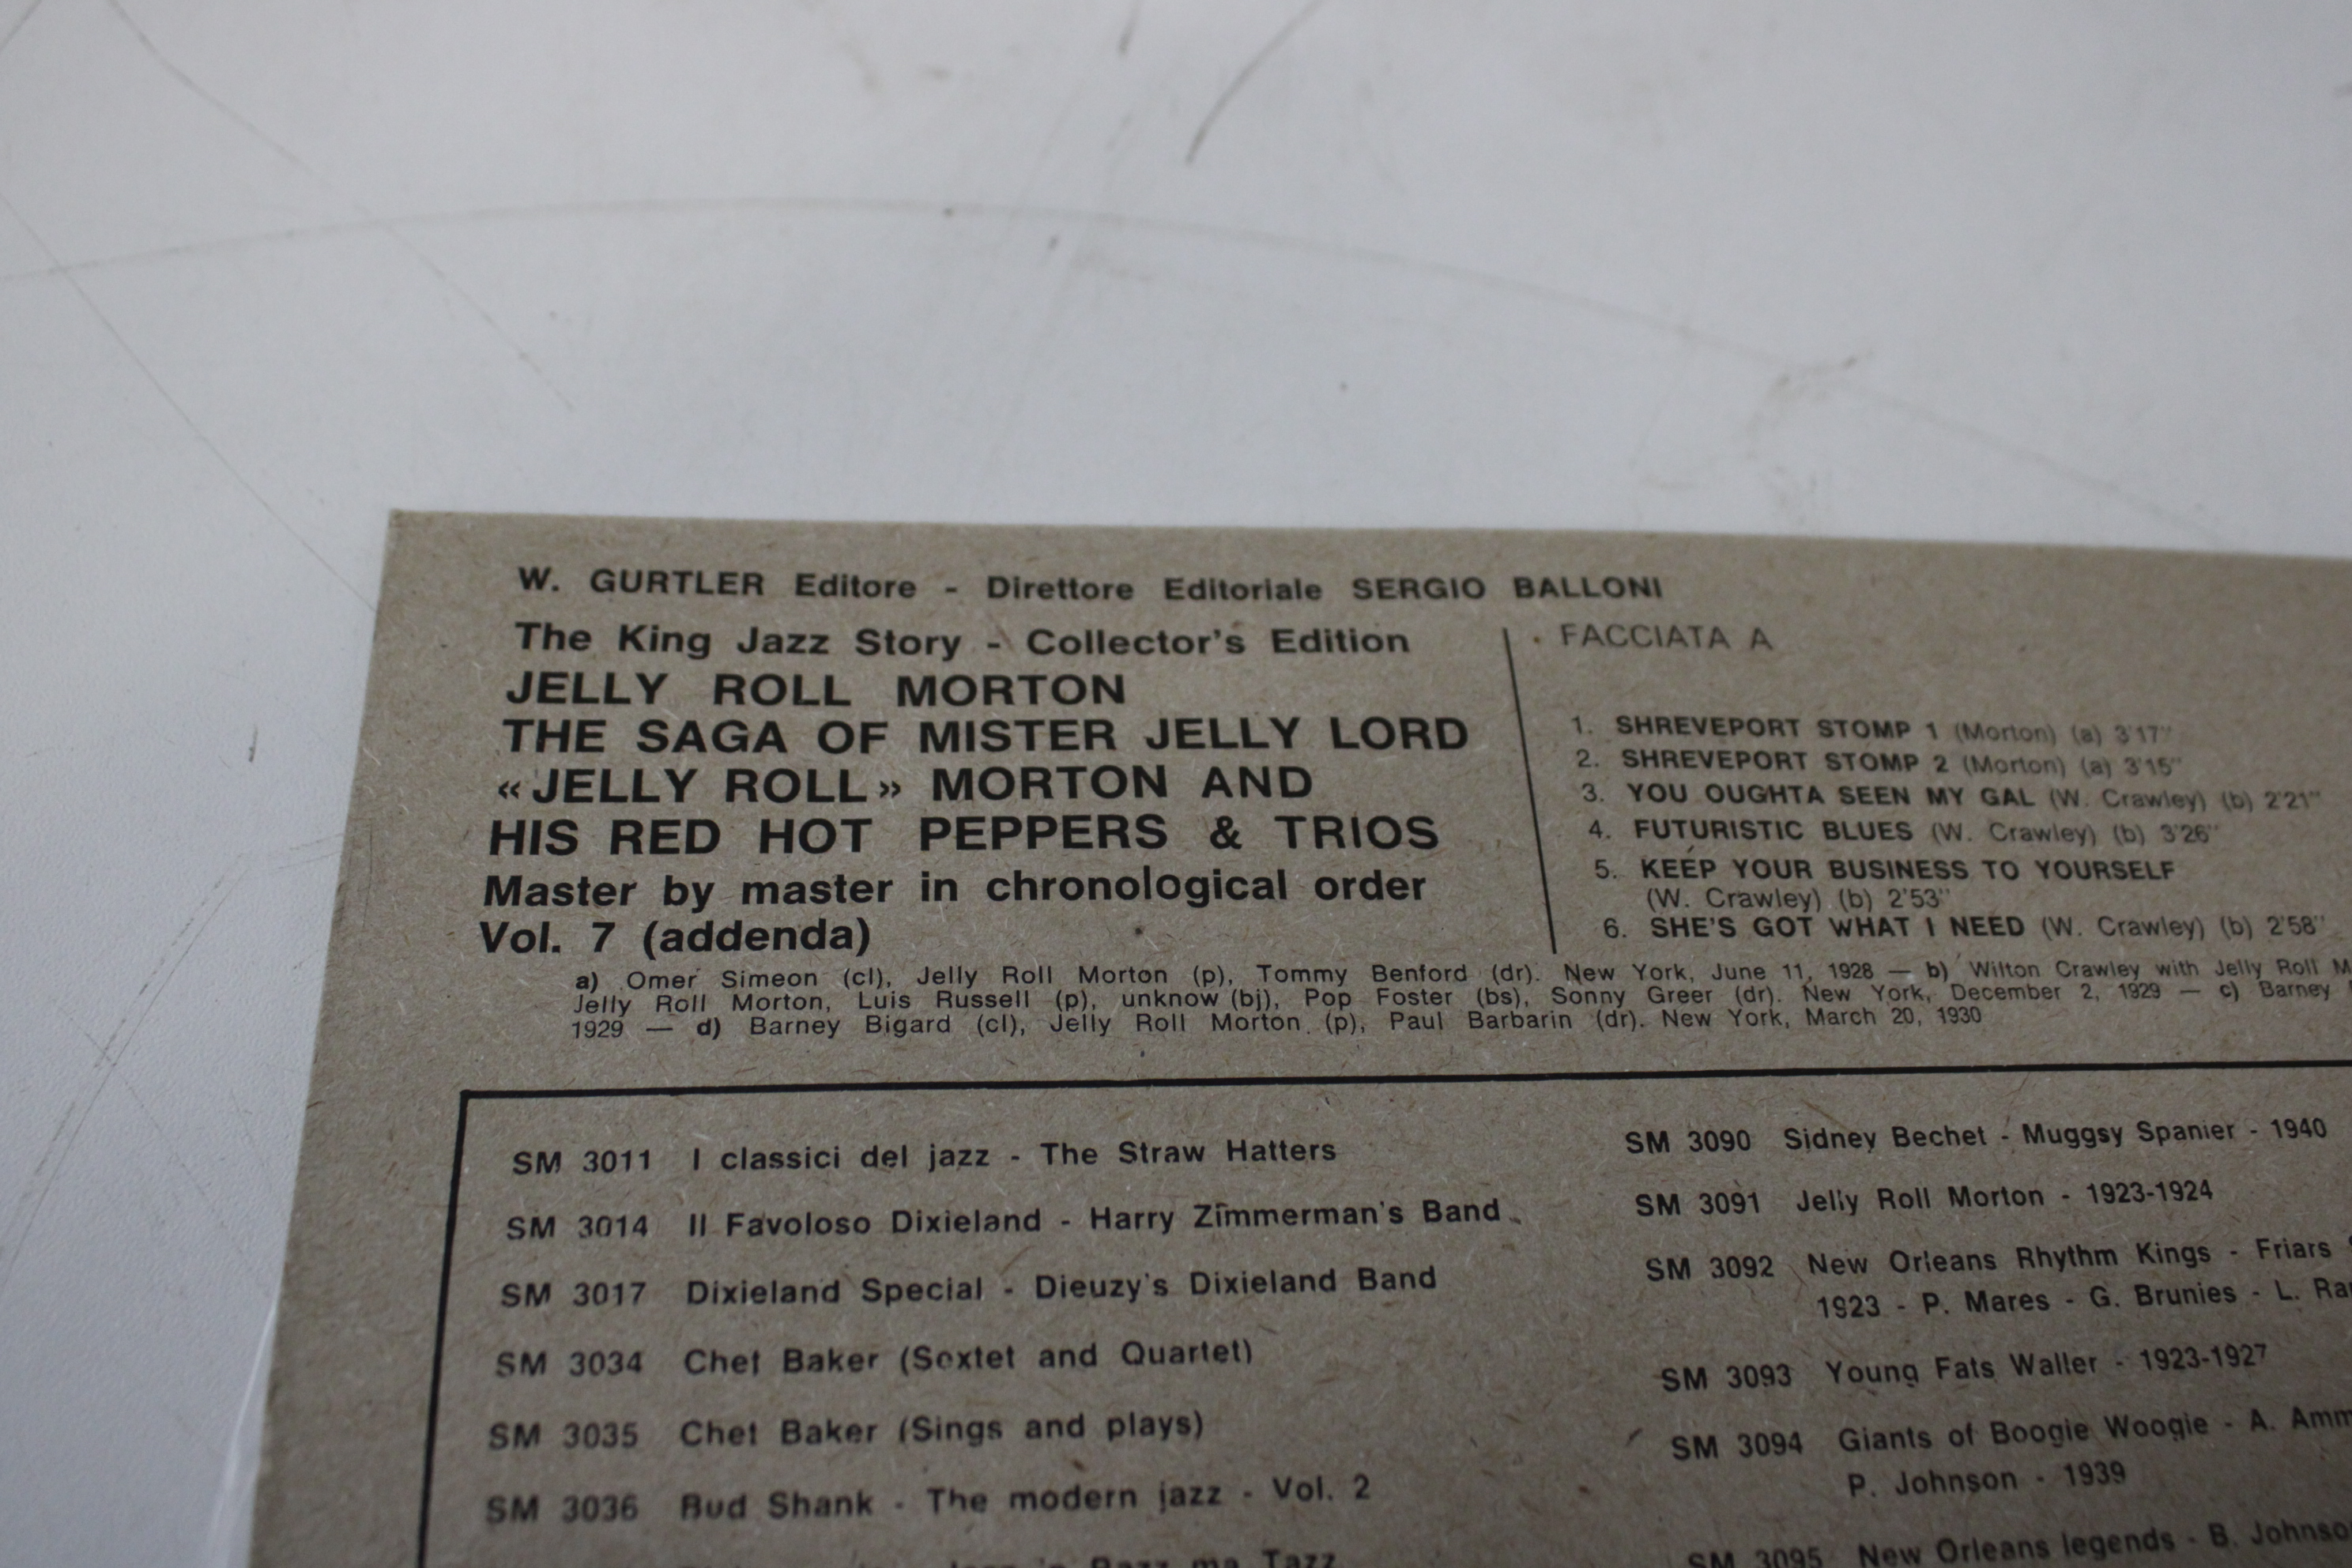 W. GURTLER Editore - Direttore Editoriale SERGIO BALLONI
The King Jazz Story - Collector's Edition
JELLY ROLL MORTON
THE SAGA OF MISTER JELLY LORD
«JELLY ROLL» MORTON AND
HIS RED HOT PEPPERS & TRIOS
Master by master in chronological order
Vol. 7 (addenda)
FACCIATA A
1. SHREVEPORT STOMP 1 (Morton) (a) 3'17"
2. SHREVEPORT STOMP 2 (Morton) (a) 3'15"
3. YOU OUGHTA SEEN MY GAL (W. Crawley) (b) 2'21"
4. FUTURISTIC BLUES (W. Crawley) (b) 3'26"
5. KEEP YOUR BUSINESS TO YOURSELF
(W. Crawley) (b) 2'53"
6. SHE'S GOT WHAT I NEED (W. Crawley) (b) 2'58"
a) Omer Simeon (cl), Jelly Roll Morton (p), Tommy Benford (dr). New York, June 11, 1928 — b) Wilton Crawley with Jelly Roll
Jelly Roll Morton, Luis Russell (p), unknow (bj), Pop Foster (bs), Sonny Greer (dr). New York, December 2, 1929 — c) Barney
1929 — d) Barney Bigard (cl), Jelly Roll Morton (p), Paul Barbarin (dr). New York, March 20, 1930
SM 3011 I classici del jazz - The Straw Hatters
SM 3014 Il Favoloso Dixieland - Harry Zimmerman's Band
SM 3017 Dixieland Special - Dieuzy's Dixieland Band
SM 3034 Chet Baker (Sextet and Quartet)
SM 3035 Chet Baker (Sings and plays)
SM 3036 Bud Shank - The modern jazz - Vol. 2
SM 3090 Sidney Bechet - Muggsy Spanier - 1940
SM 3091 Jelly Roll Morton - 1923-1924
SM 3092 New Orleans Rhythm Kings - Friars
1923 - P. Mares - G. Brunies - L.
SM 3093 Young Fats Waller - 1923-1927
SM 3094 Giants of Boogie Woogie - A.
P. Johnson - 1939
SM 3095 New Orleans legends - B.